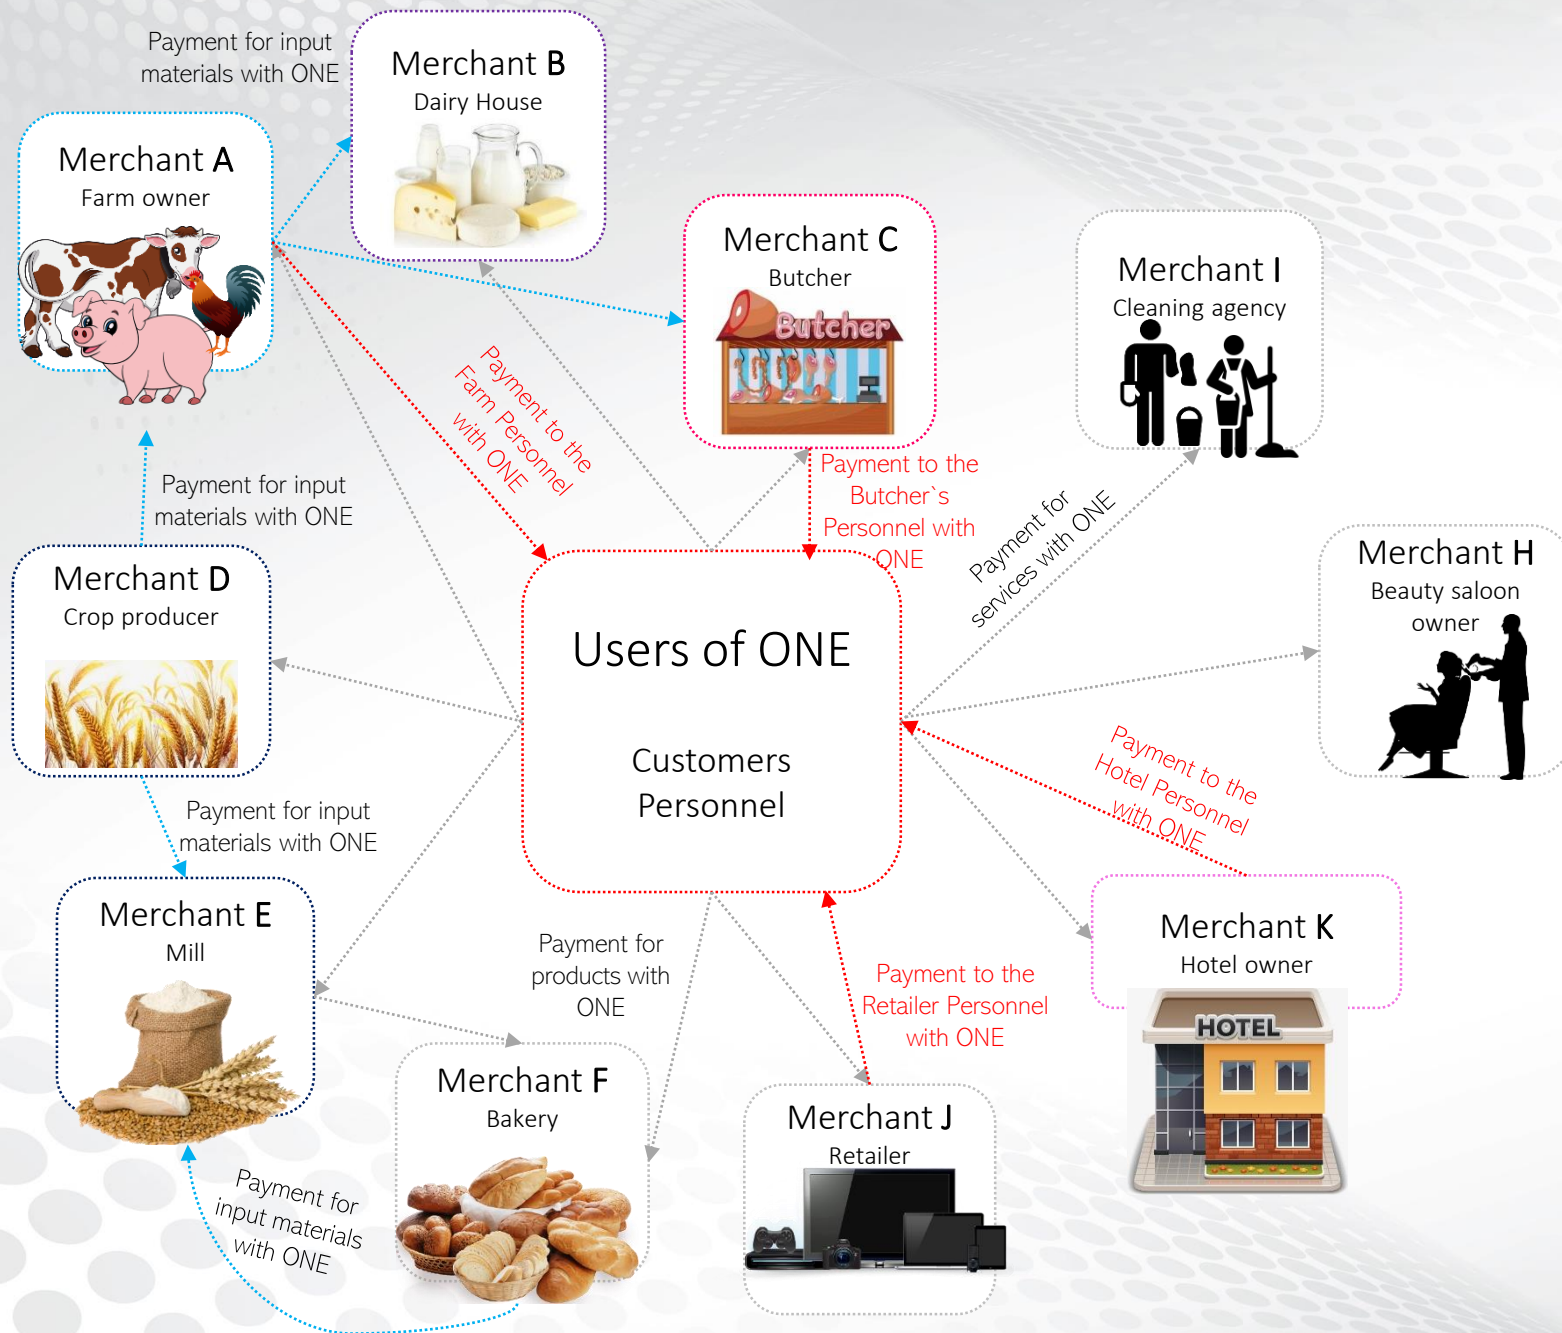 Payment for input
materials with ONE
Merchant B
Dairy House
Merchant A
Farm owner
Merchant C
Butcher
Butcher
Merchant I
Cleaning agency
Payment to the
Farm Personnel
with ONE
Payment to the
Butcher`s
Personnel with
ONE
Payment for
services with ONE
Payment for input
materials with ONE
Merchant H
Beauty saloon
owner
Merchant D
Crop producer
Users of ONE
Customers
Personnel
Payment to the
Hotel Personnel
with ONE
Payment for input
materials with ONE
Merchant E
Mill
Payment for
products with
ONE
Payment to the
Retailer Personnel
with ONE
Merchant K
Hotel owner
HOTEL
Merchant F
Bakery
Merchant J
Retailer
Payment for
input materials
with ONE